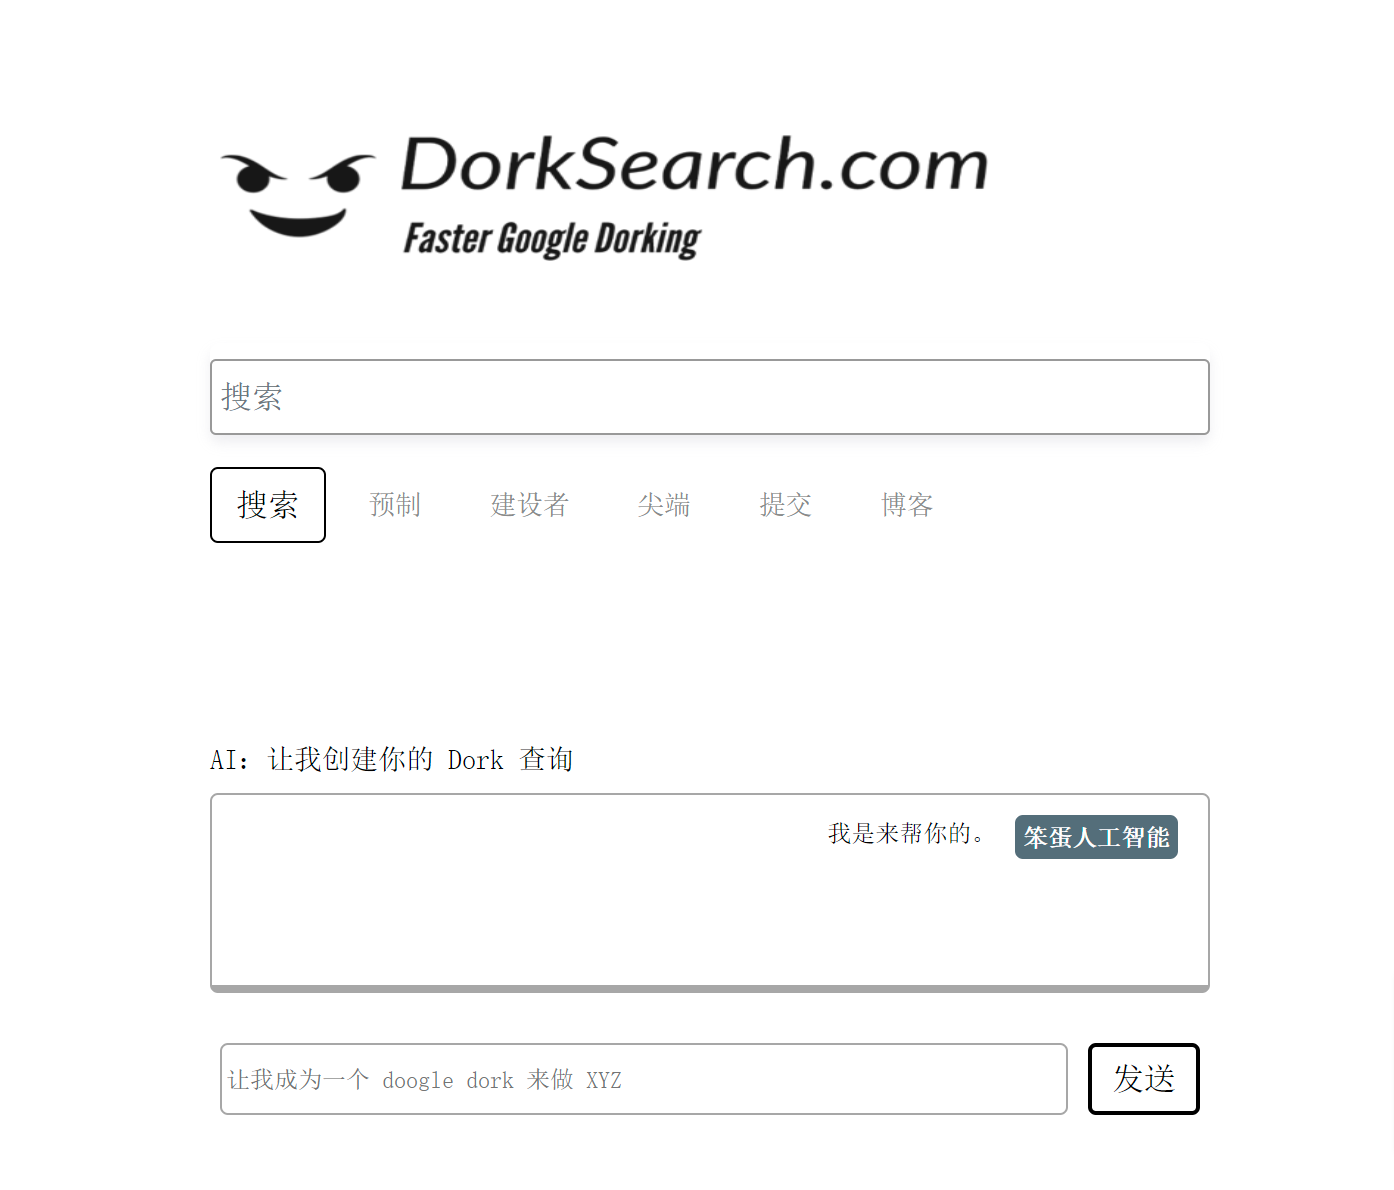 DorkSearch.com
Faster Google Dorking
搜索
搜索 预制 建设者 尖端 提交 博客
AI: 让我创建你的 Dork 查询
我是来帮你的。 笨蛋人工智能
让我成为一个 doogle dork 来做 XYZ 发送